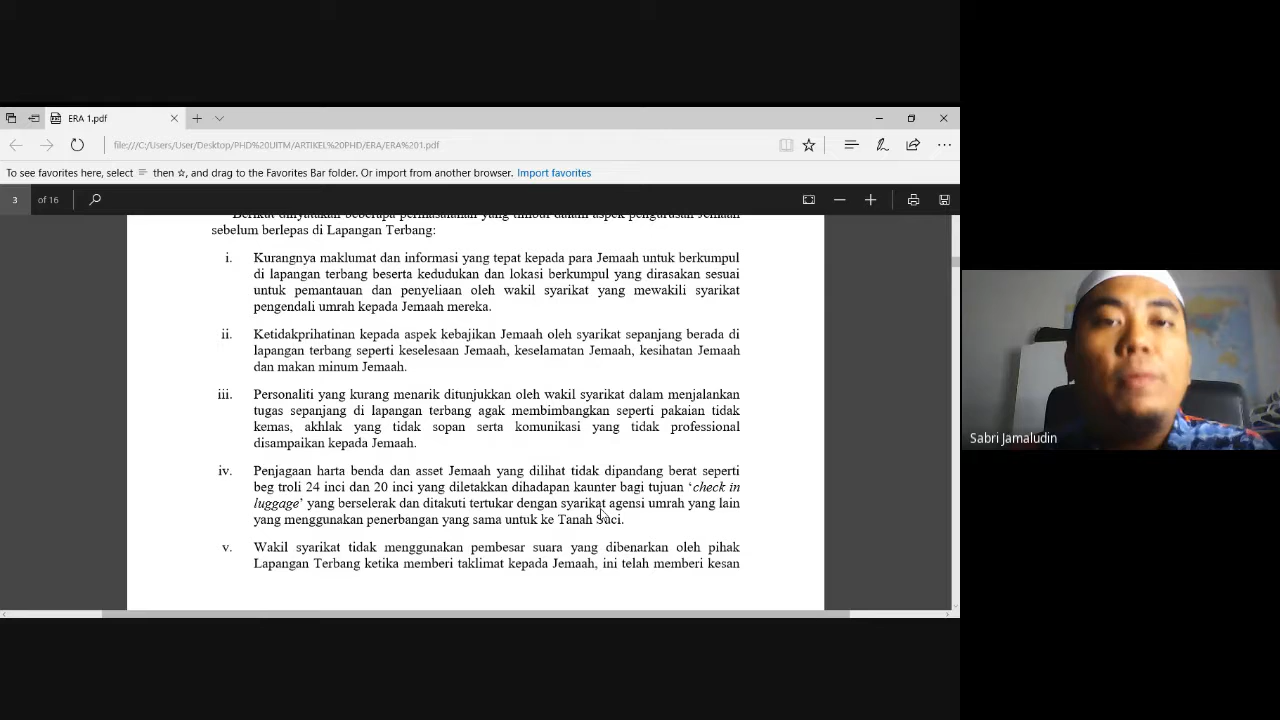 ERA 1.pdf
file:///C:/Users/User/Desktop/PHD%20UITM/ARTIKEL%20PHD/ERA/ERA%201.pdf
To see favorites here, select then ☆, and drag to the Favorites Bar folder. Or import from another browser. Import favorites
3 of 16
Berikut dinyatakan beberapa permasalahan yang timbul dalam aspek pengurusan Jemaah
sebelum berlepas di Lapangan Terbang:
i. Kurangnya maklumat dan informasi yang tepat kepada para Jemaah untuk berkumpul
di lapangan terbang beserta kedudukan dan lokasi berkumpul yang dirasakan sesuai
untuk pemantauan dan penyeliaan oleh wakil syarikat yang mewakili syarikat
pengendali umrah kepada Jemaah mereka.
ii. Ketidakprihatinan kepada aspek kebajikan Jemaah oleh syarikat sepanjang berada di
lapangan terbang seperti keselesaan Jemaah, keselamatan Jemaah, kesihatan Jemaah
dan makan minum Jemaah.
iii. Personaliti yang kurang menarik ditunjukkan oleh wakil syarikat dalam menjalankan
tugas sepanjang di lapangan terbang agak membimbangkan seperti pakaian tidak
kemas, akhlak yang tidak sopan serta komunikasi yang tidak professional
disampaikan kepada Jemaah.
iv. Penjagaan harta benda dan asset Jemaah yang dilihat tidak dipandang berat seperti
beg troli 24 inci dan 20 inci yang diletakkan dihadapan kaunter bagi tujuan ‘check in
luggage’ yang berselerak dan ditakuti tertukar dengan syarikat agensi umrah yang lain
yang menggunakan penerbangan yang sama untuk ke Tanah Suci.
v. Wakil syarikat tidak menggunakan pembesar suara yang dibenarkan oleh pihak
Lapangan Terbang ketika memberi taklimat kepada Jemaah, ini telah memberi kesan
Sabri Jamaludin